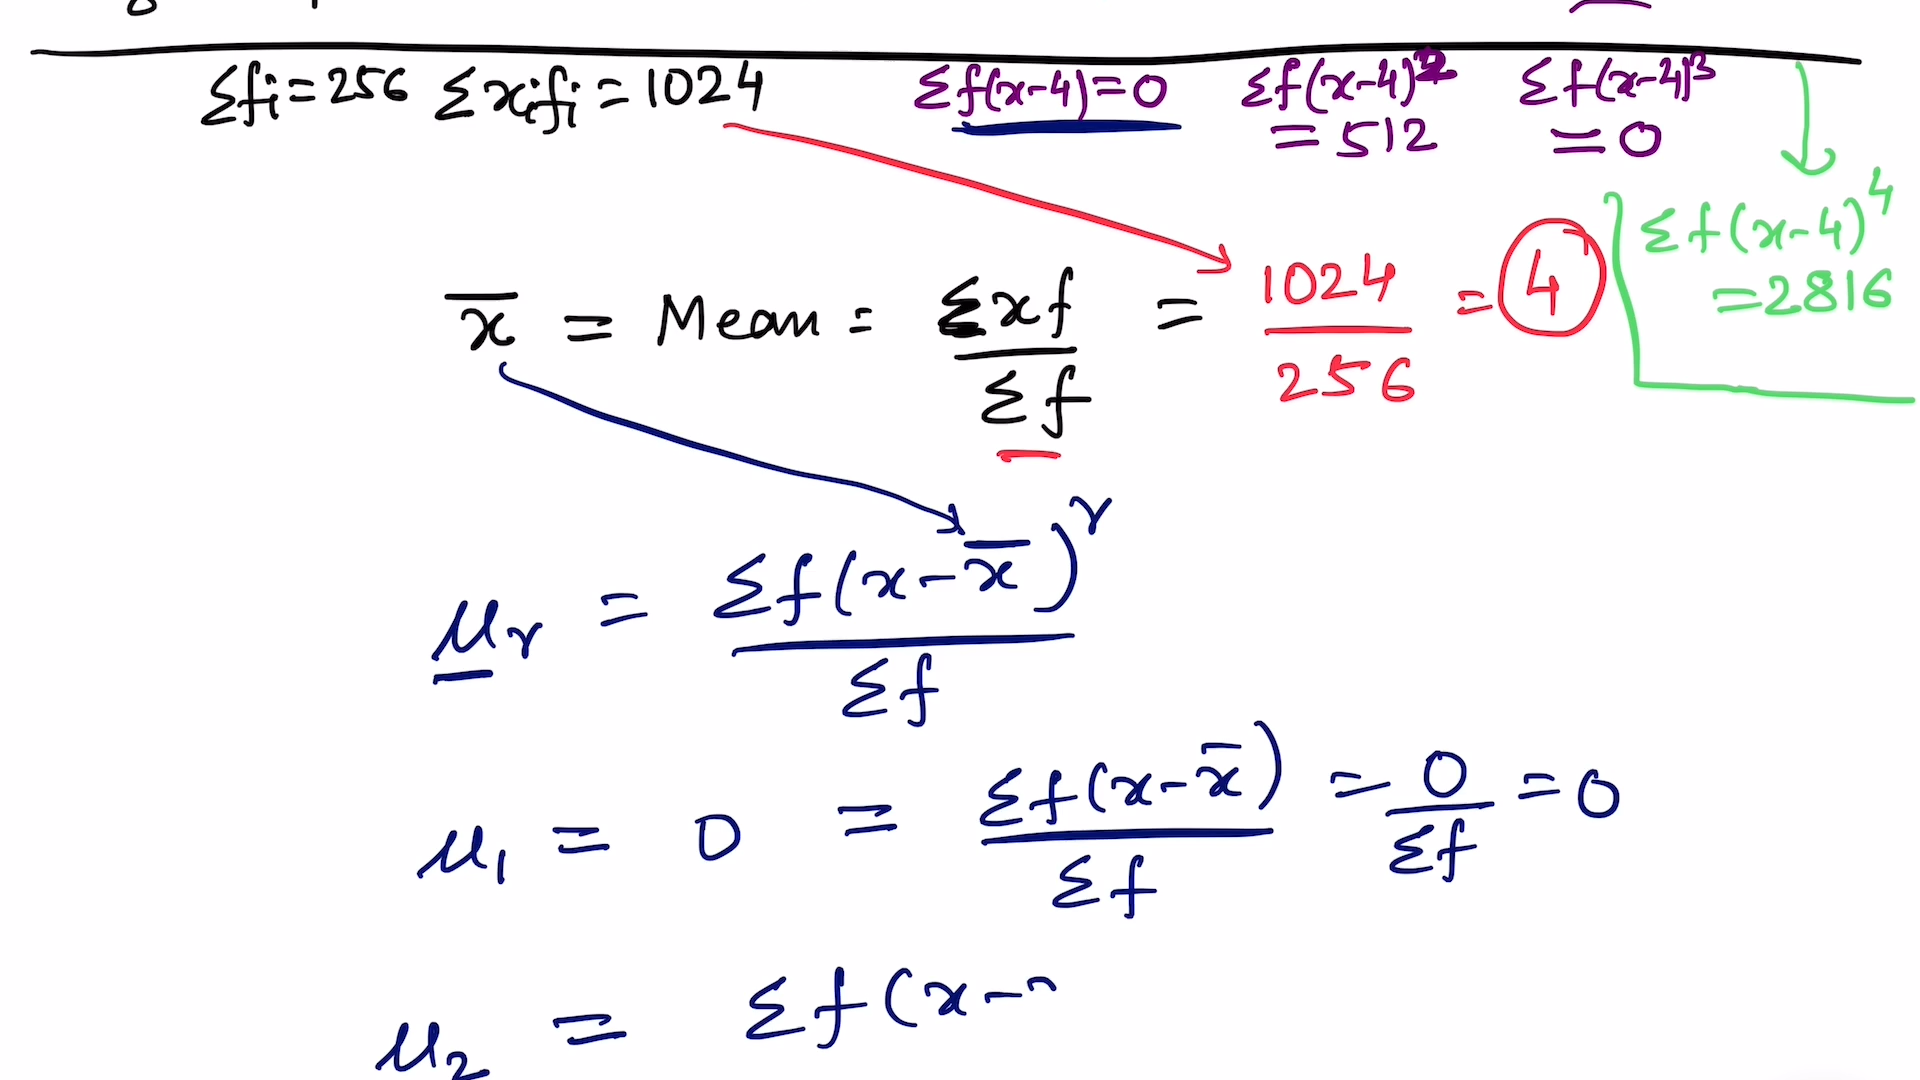 Σfi = 256 Σxifi = 1024 Σf(x-4) = 0 Σf(x-4)² Σf(x-4)³
= 512 = 0
Σf(x-4)⁴
= 2816
x̄ = Mean = Σxf / Σf = 1024 / 256 = 4
μr = Σf(x-x̄)^r / Σf
μ1 = 0 = Σf(x-x̄) / Σf = 0 / Σf = 0
μ2 = Σf(x-